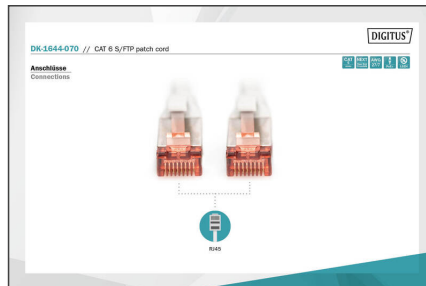 DIGITUS®
DK-1644-070 // CAT 6 S/FTP patch cord
Anschlüsse
Connections
RJ45